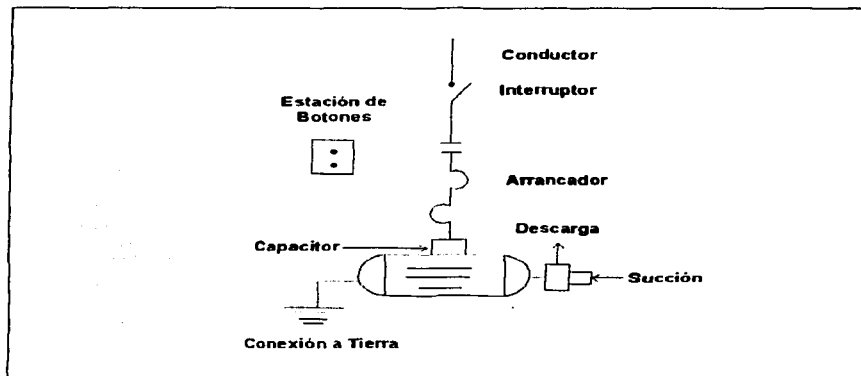 Conductor
Interruptor
Estación de
Botones
Arrancador
Descarga
Capacitor
Succión
Conexión a Tierra